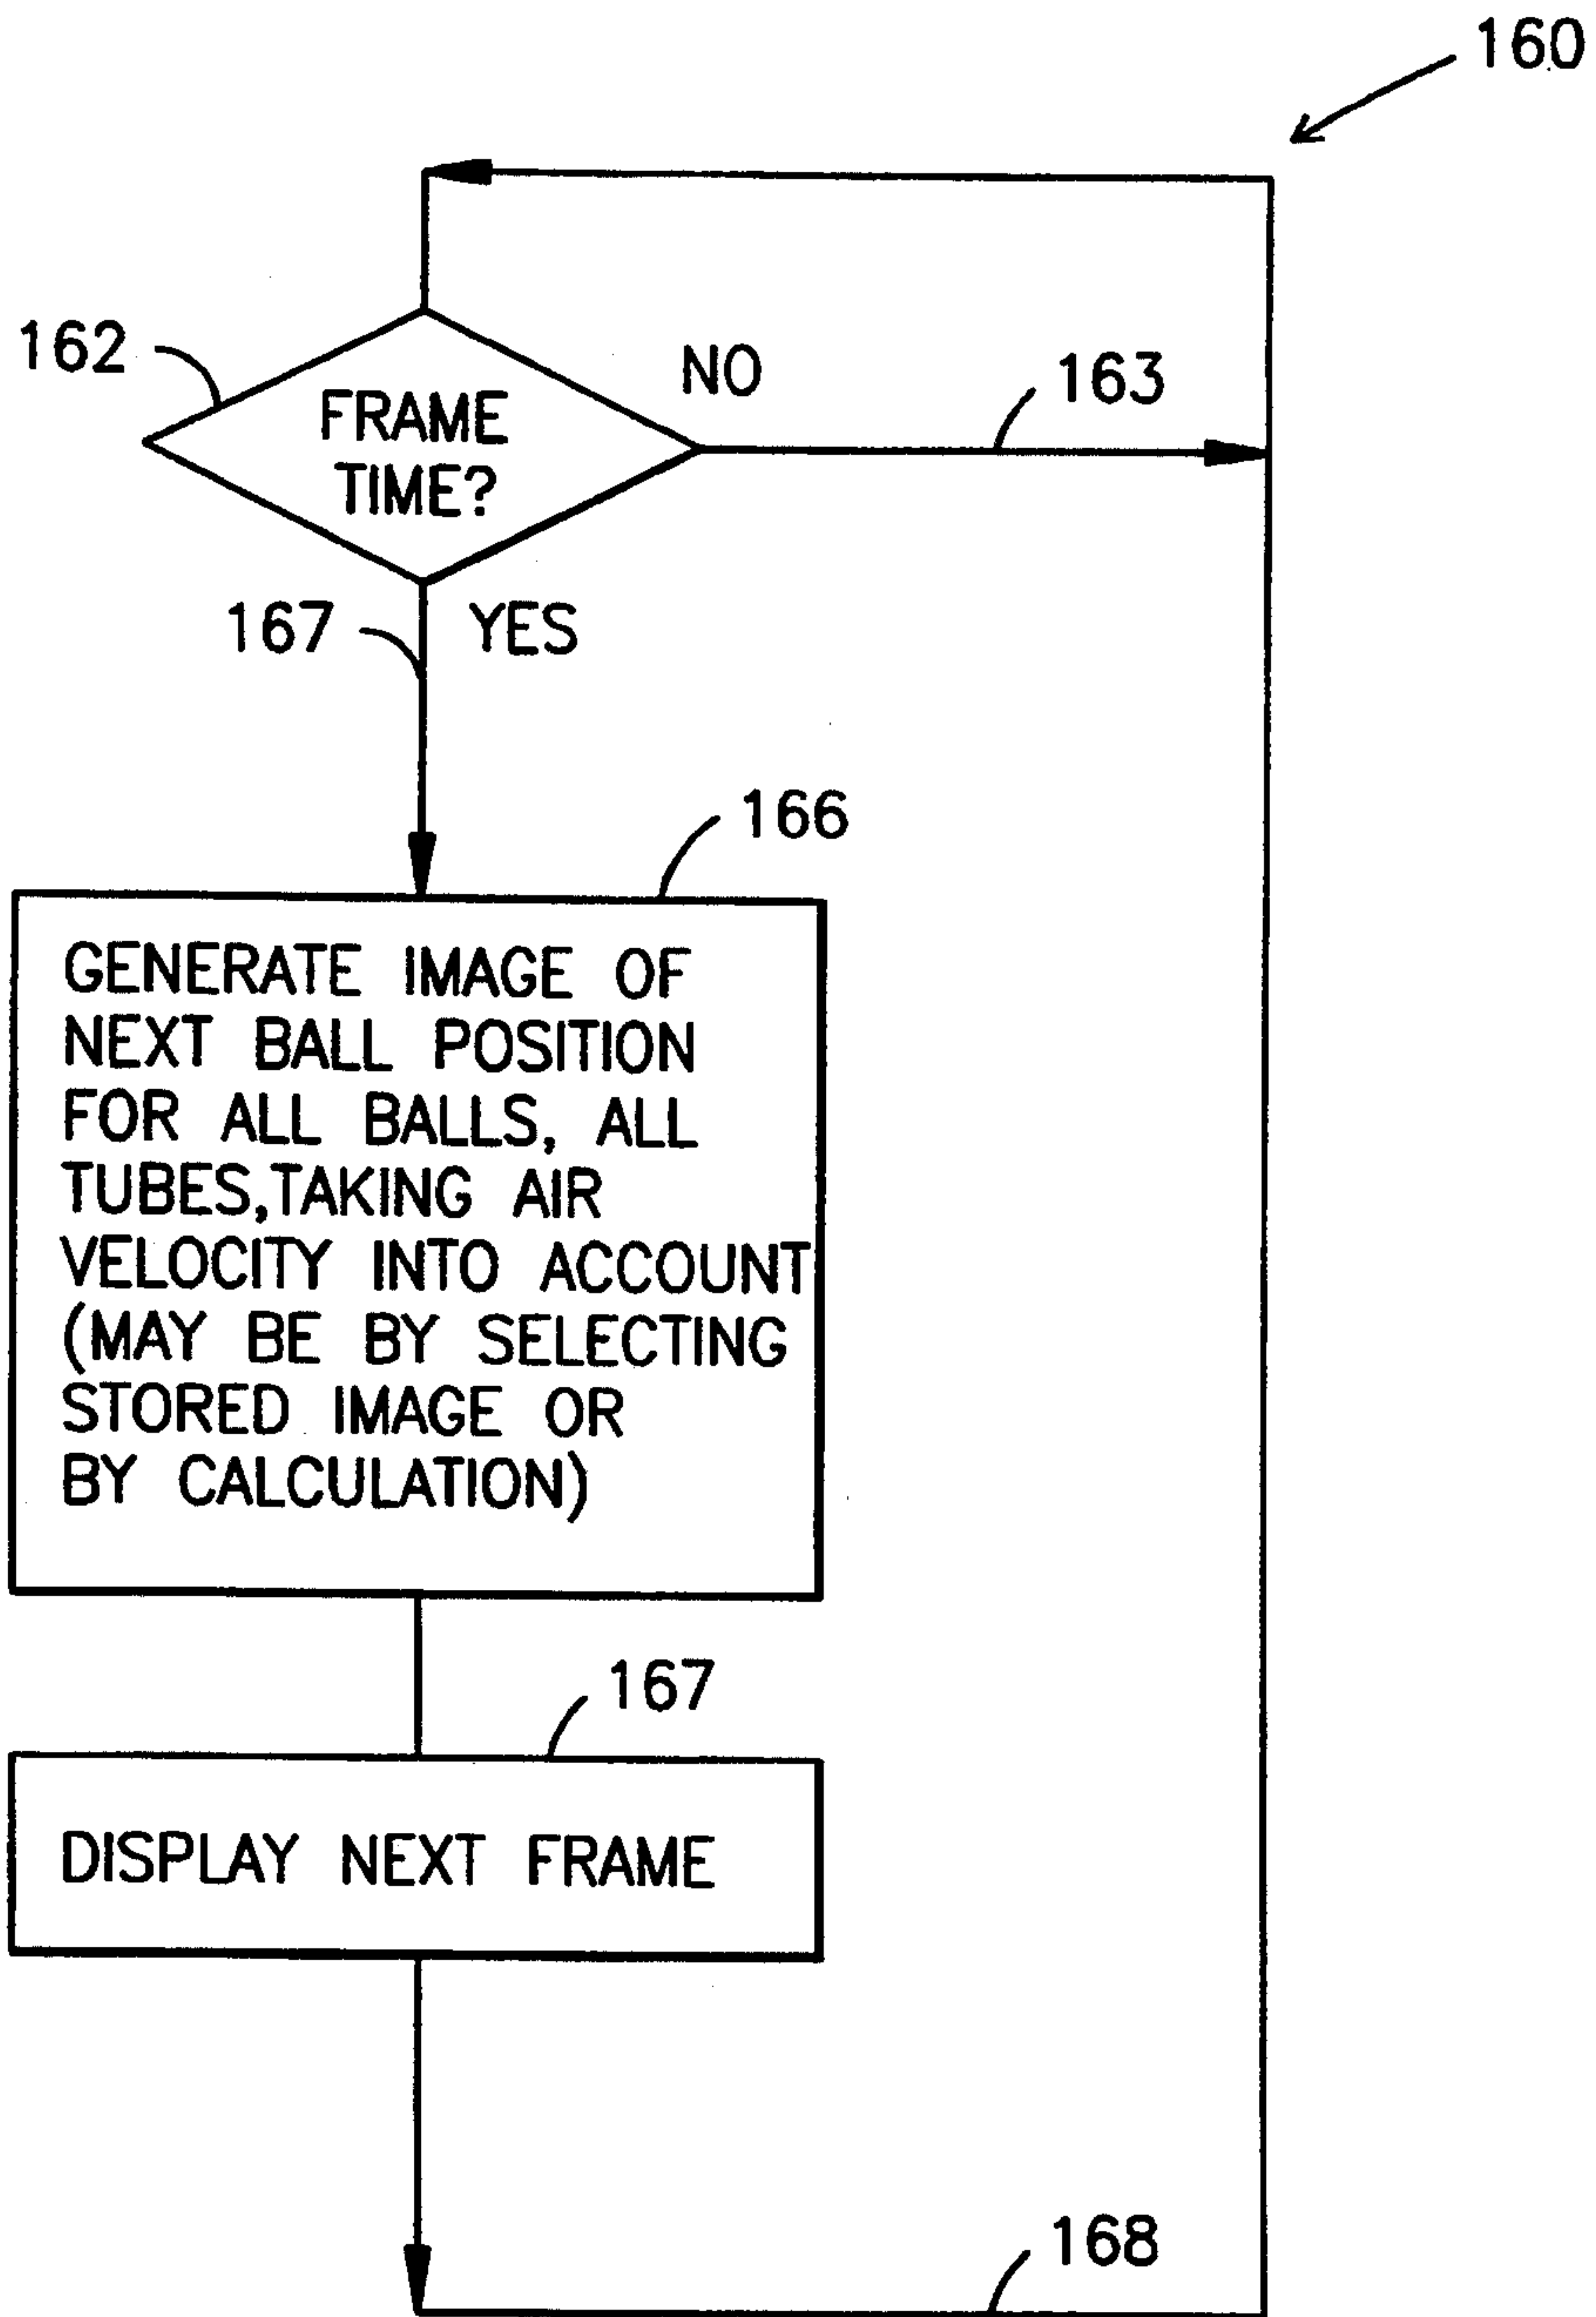 160
162
FRAME
TIME?
NO
163
167
YES
166
GENERATE IMAGE OF
NEXT BALL POSITION
FOR ALL BALLS, ALL
TUBES,TAKING AIR
VELOCITY INTO ACCOUNT
(MAY BE BY SELECTING
STORED IMAGE OR
BY CALCULATION)
167
DISPLAY NEXT FRAME
168